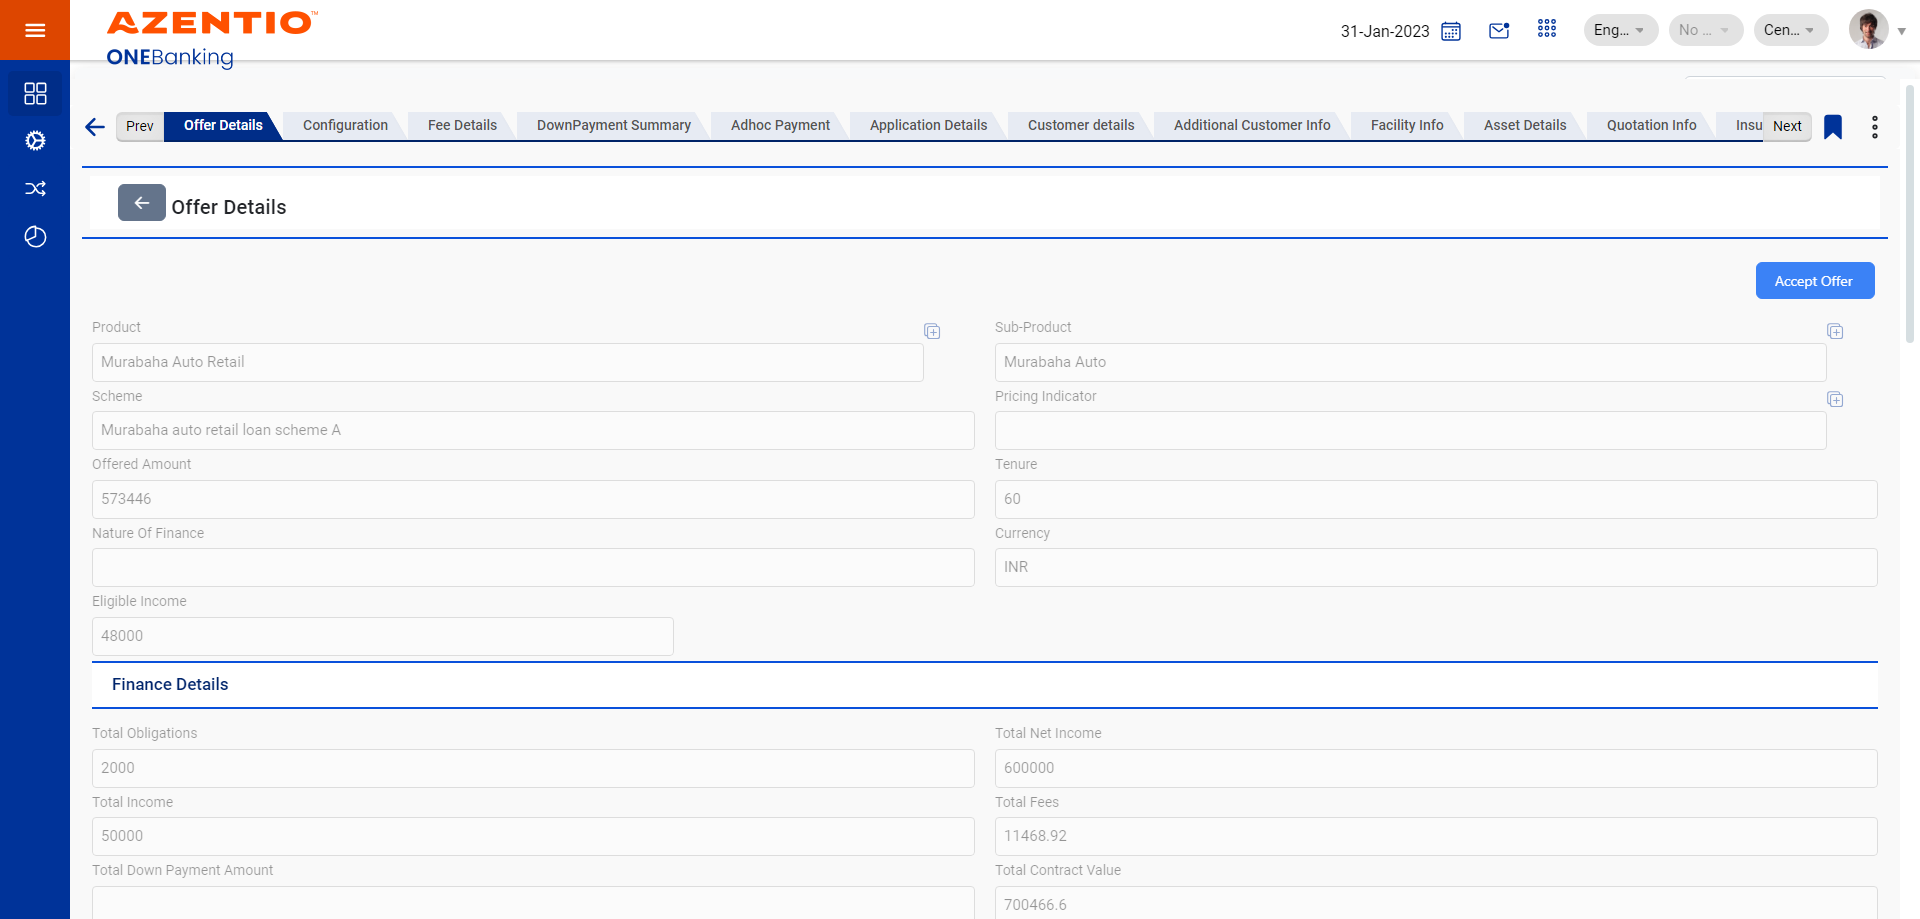 AZENTIO™
ONEBanking
31-Jan-2023
Eng...
No ...
Cen...
Prev
Offer Details
Configuration
Fee Details
DownPayment Summary
Adhoc Payment
Application Details
Customer details
Additional Customer Info
Facility Info
Asset Details
Quotation Info
Insu
Next
Offer Details
Accept Offer
Product
Sub-Product
Murabaha Auto Retail
Murabaha Auto
Scheme
Pricing Indicator
Murabaha auto retail loan scheme A
Offered Amount
Tenure
573446
60
Nature Of Finance
Currency
INR
Eligible Income
48000
Finance Details
Total Obligations
Total Net Income
2000
600000
Total Income
Total Fees
50000
11468.92
Total Down Payment Amount
Total Contract Value
700466.6